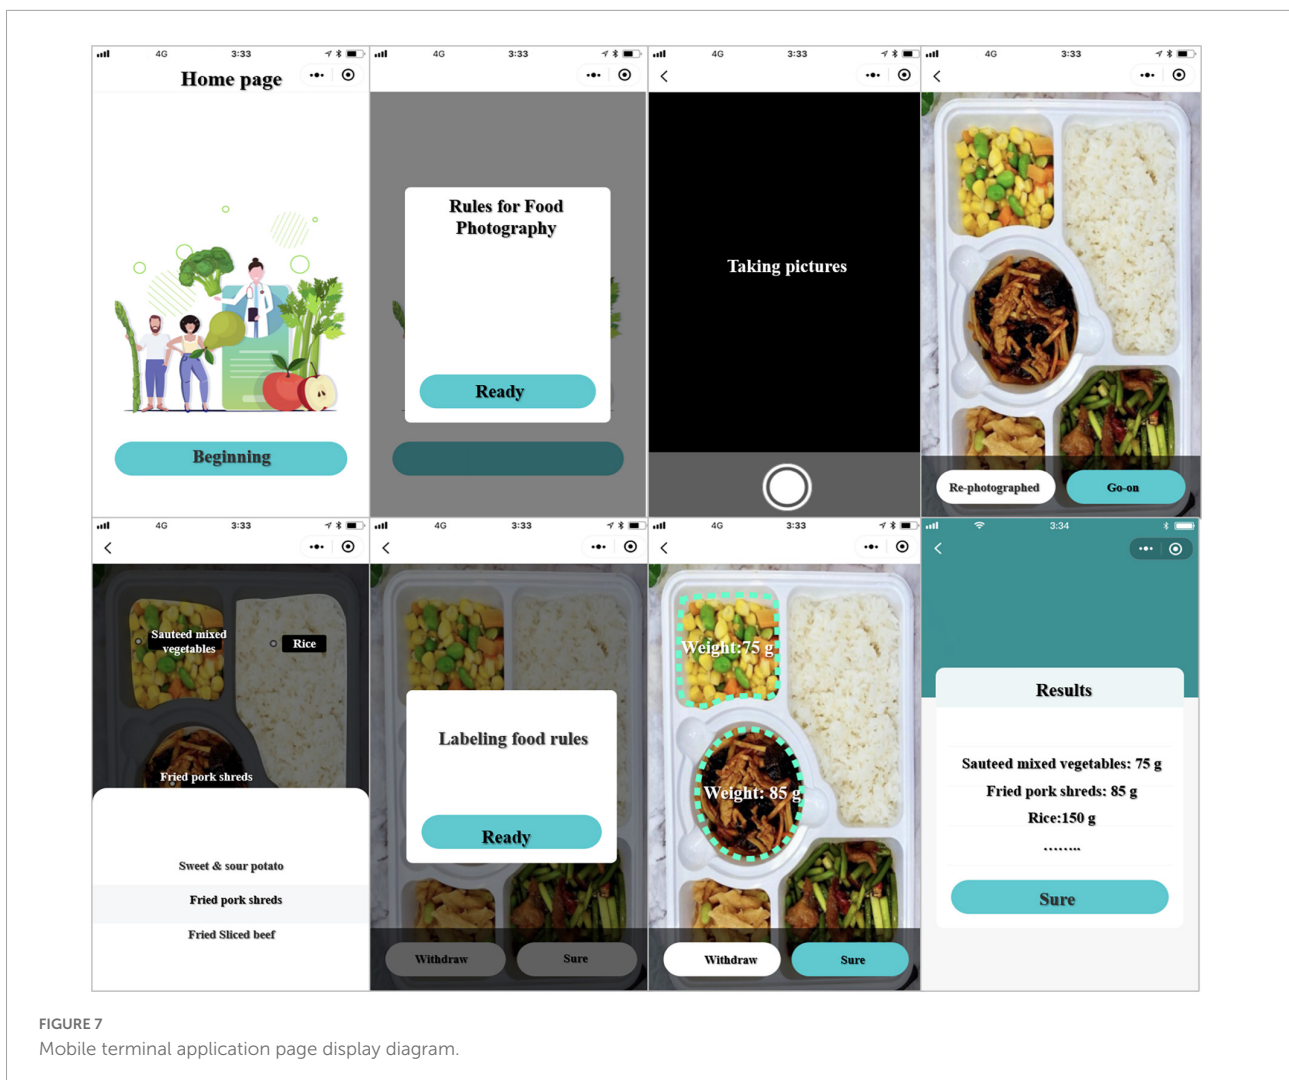 4G 3:33
Home page
Beginning
4G 3:33
Rules for Food
Photography
Ready
4G 3:33
Taking pictures
4G 3:33
Re-photographed
Go-on
4G 3:33
Sauteed mixed
vegetables
Rice
Fried pork shreds
Sweet & sour potato
Fried pork shreds
Fried Sliced beef
4G 3:33
Labeling food rules
Ready
Withdraw
Sure
4G 3:33
Weight:75 g
Weight: 85 g
Withdraw
Sure
3:34
Results
Sauteed mixed vegetables: 75 g
Fried pork shreds: 85 g
Rice:150 g
……..
Sure
FIGURE 7
Mobile terminal application page display diagram.